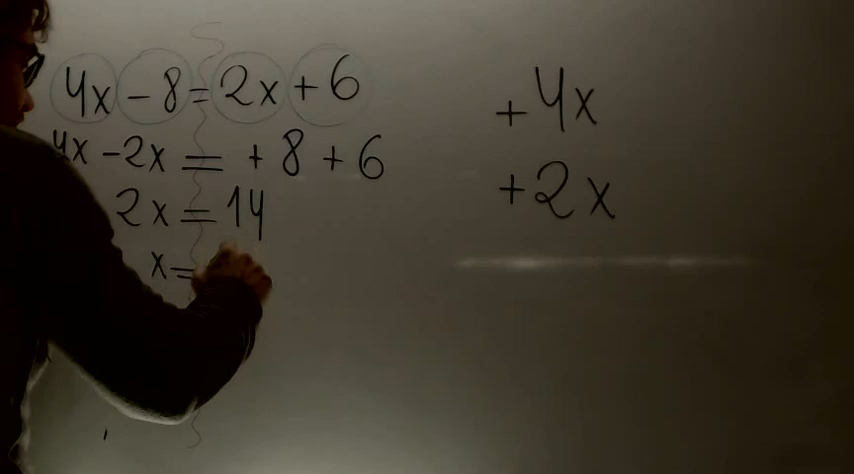 4x - 8 = 2x + 6
4x - 2x = + 8 + 6
2x = 14
x =
+ 4x
+ 2x